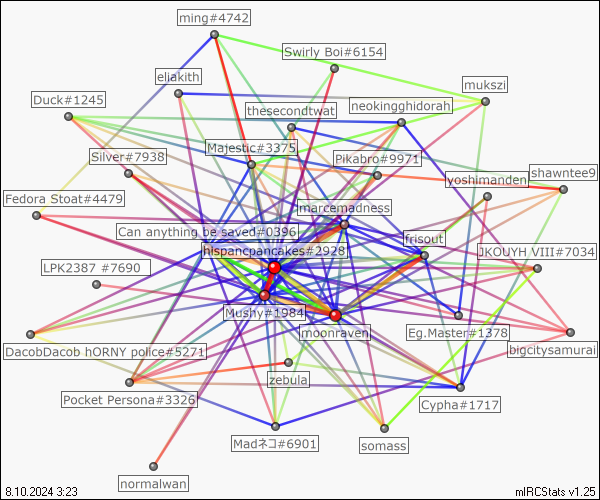 ming#4742
Swirly Boi#6154
eliakith
mukszi
Duck#1245
thesecondtwat
neokingghidorah
Majestic#3375
Silver#7938
Pikabro#9971
yoshimanden
shawntee9
Fedora Stoat#4479
marcemadness
Can anything be saved#0396
frisout
hispancpancakes#2928
JKOUYH VIII#7034
LPK2387 #7690
Mushy#1984
moonraven
Eg.Master#1378
DacobDacob hORNY police#5271
bigcitysamurai
zebula
Pocket Persona#3326
Cypha#1717
Madネコ#6901
somass
normalwan
8.10.2024 3:23
mIRCStats v1.25